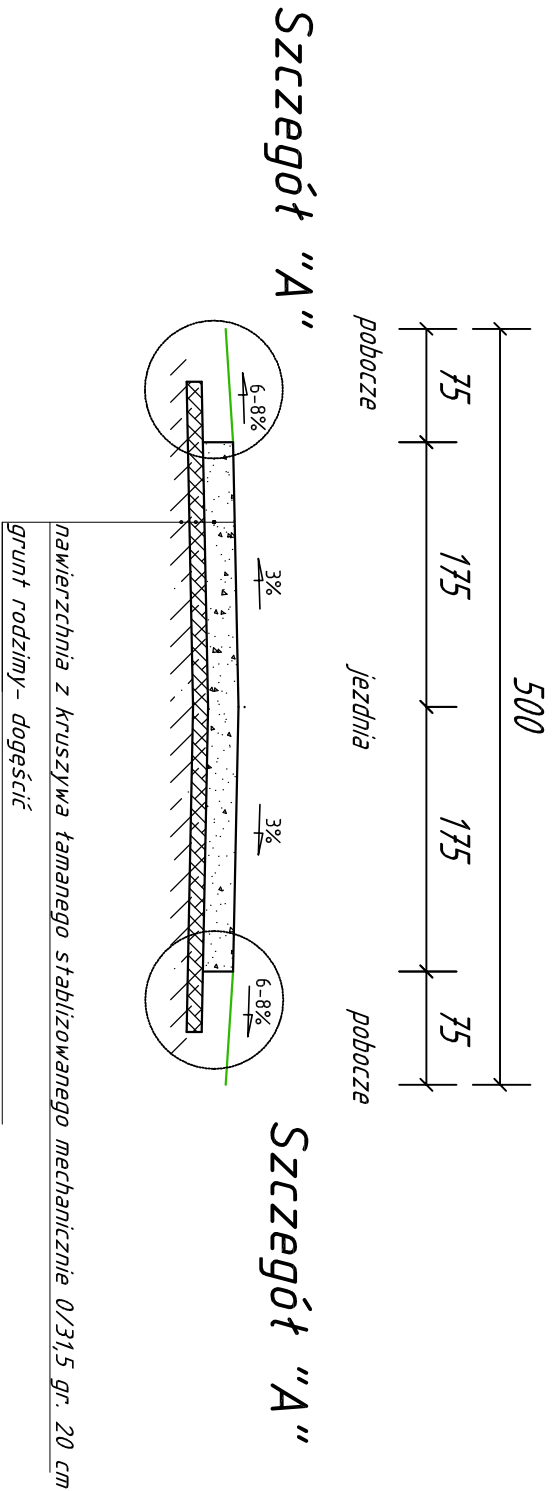 500
75 175 175 75
pobocze jezdnia pobocze
Szczegół "A" Szczegół "A"
6-8% 3% 3% 6-8%
nawierzchnia z kruszywa łamanego stablizowanego mechanicznie 0/31,5 gr. 20 cm
grunt rodzimy- dogęścić